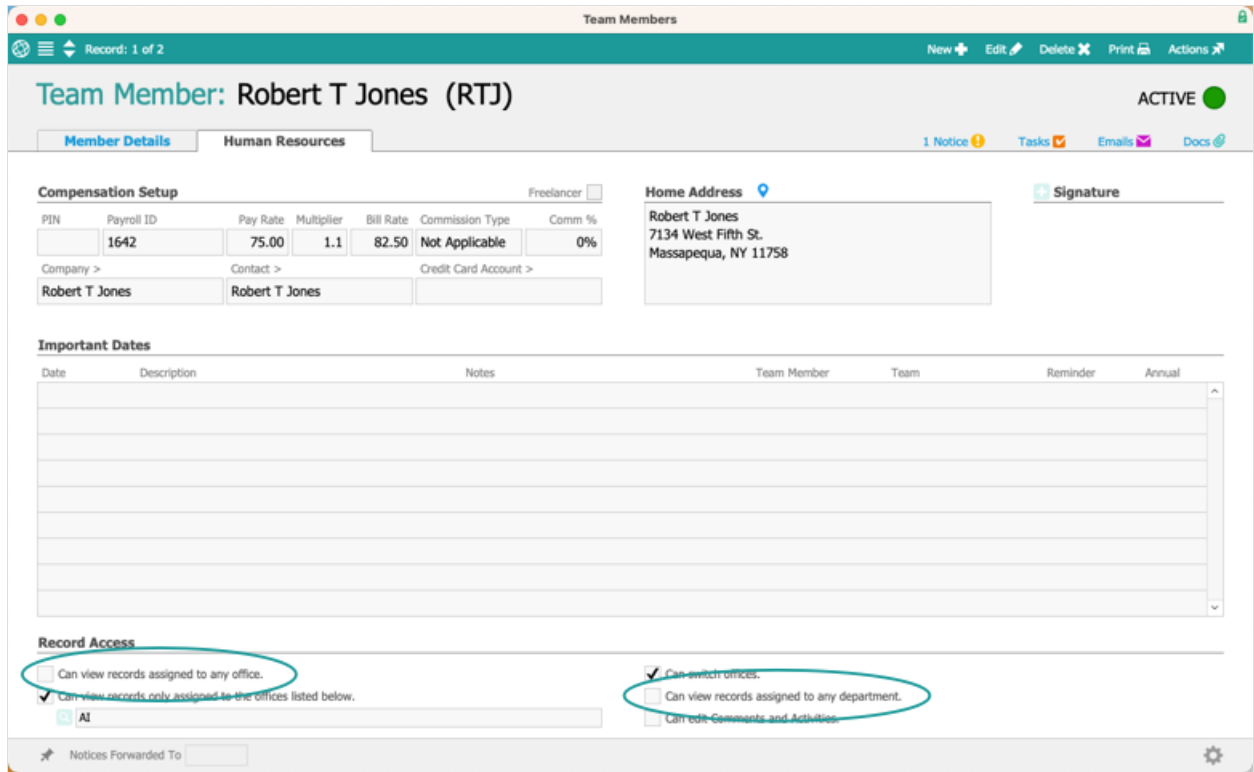 Team Members
Record: 1 of 2 New Edit Delete Print Actions
Team Member: Robert T Jones (RTJ)
ACTIVE
Member Details Human Resources 1 Notice Tasks Emails Docs
Compensation Setup Freelancer Home Address Signature
PIN Payroll ID Pay Rate Multiplier Bill Rate Commission Type Comm %
1642 75.00 1.1 82.50 Not Applicable 0%
Robert T Jones
7134 West Fifth St.
Massapequa, NY 11758
Company > Contact > Credit Card Account >
Robert T Jones Robert T Jones
Important Dates
Date Description Notes Team Member Team Reminder Annual
Record Access
Can view records assigned to any office.
Can view records only assigned to the offices listed below.
AI
Can switch offices.
Can view records assigned to any department.
Can edit Comments and Activities.
Notices Forwarded To